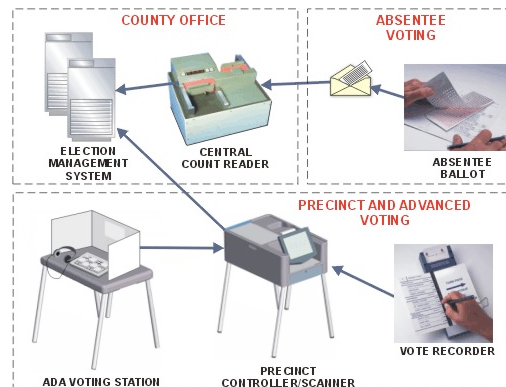 COUNTY OFFICE
ABSENTEE
VOTING
ELECTION
MANAGEMENT
SYSTEM
CENTRAL
COUNT READER
ABSENTEE
BALLOT
PRECINCT AND ADVANCED
VOTING
ADA VOTING STATION
PRECINCT
CONTROLLER/SCANNER
VOTE RECORDER